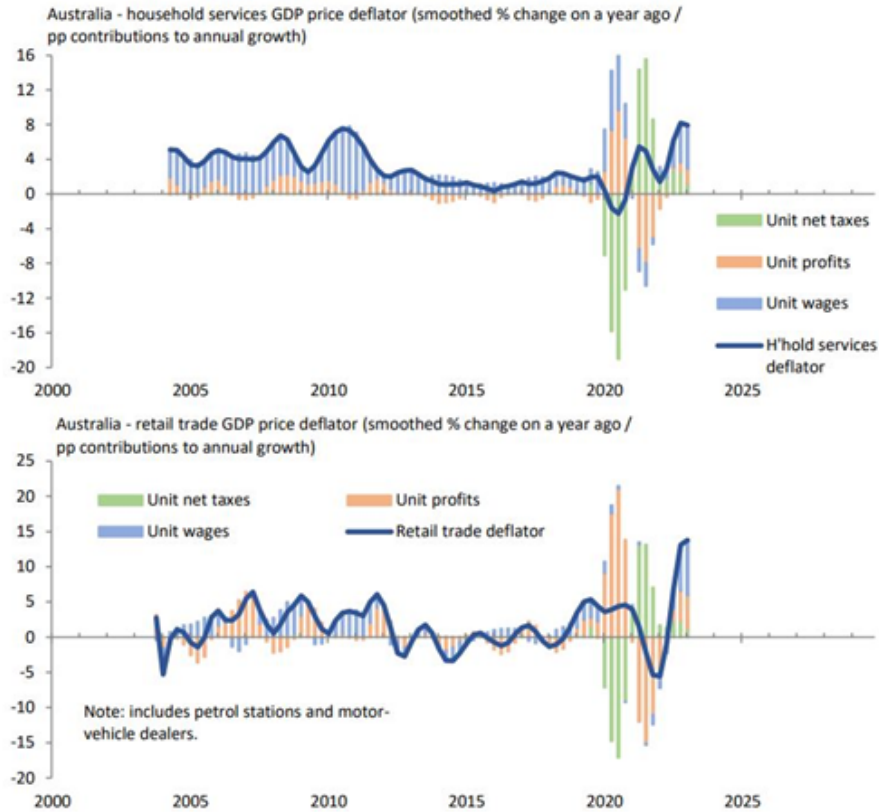 Australia - household services GDP price deflator (smoothed % change on a year ago /
pp contributions to annual growth)
16
12
8
4
0
-4
-8
-12
-16
-20
Unit net taxes
Unit profits
Unit wages
H'hold services
deflator
2000 2005 2010 2015 2020 2025
Australia - retail trade GDP price deflator (smoothed % change on a year ago /
pp contributions to annual growth)
25
20
15
10
5
0
-5
-10
-15
-20
Unit net taxes Unit profits
Unit wages Retail trade deflator
Note: includes petrol stations and motor-
vehicle dealers.
2000 2005 2010 2015 2020 2025